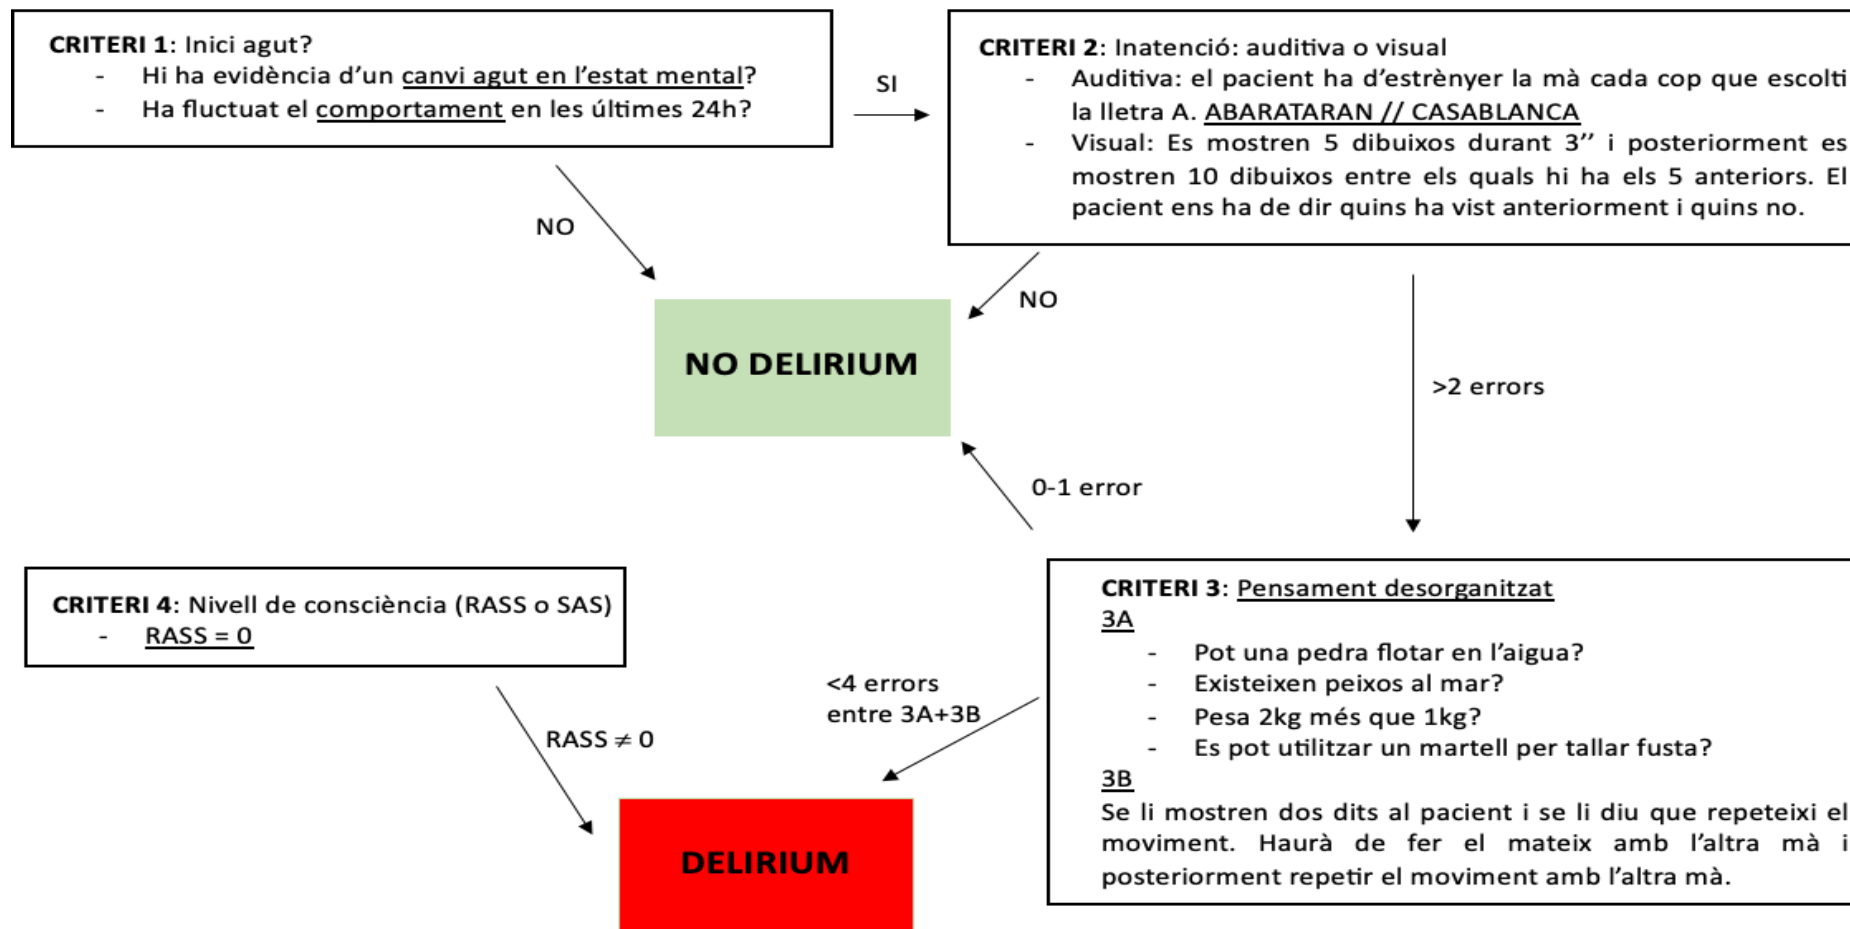 CRITERI 1: Inici agut?
- Hi ha evidència d’un canvi agut en l’estat mental?
- Ha fluctuat el comportament en les últimes 24h?
SI
CRITERI 2: Inatenció: auditiva o visual
- Auditiva: el pacient ha d’estrènyer la mà cada cop que escolti
la lletra A. ABARATARAN // CASABLANCA
- Visual: Es mostren 5 dibuixos durant 3’’ i posteriorment es
mostren 10 dibuixos entre els quals hi ha els 5 anteriors. El
pacient ens ha de dir quins ha vist anteriorment i quins no.
NO
NO
NO DELIRIUM
>2 errors
0-1 error
CRITERI 4: Nivell de consciència (RASS o SAS)
- RASS = 0
RASS ≠ 0
<4 errors
entre 3A+3B
CRITERI 3: Pensament desorganitzat
3A
- Pot una pedra flotar en l’aigua?
- Existeixen peixos al mar?
- Pesa 2kg més que 1kg?
- Es pot utilitzar un martell per tallar fusta?
3B
Se li mostren dos dits al pacient i se li diu que repeteixi el
moviment. Haurà de fer el mateix amb l’altra mà i
posteriorment repetir el moviment amb l’altra mà.
DELIRIUM